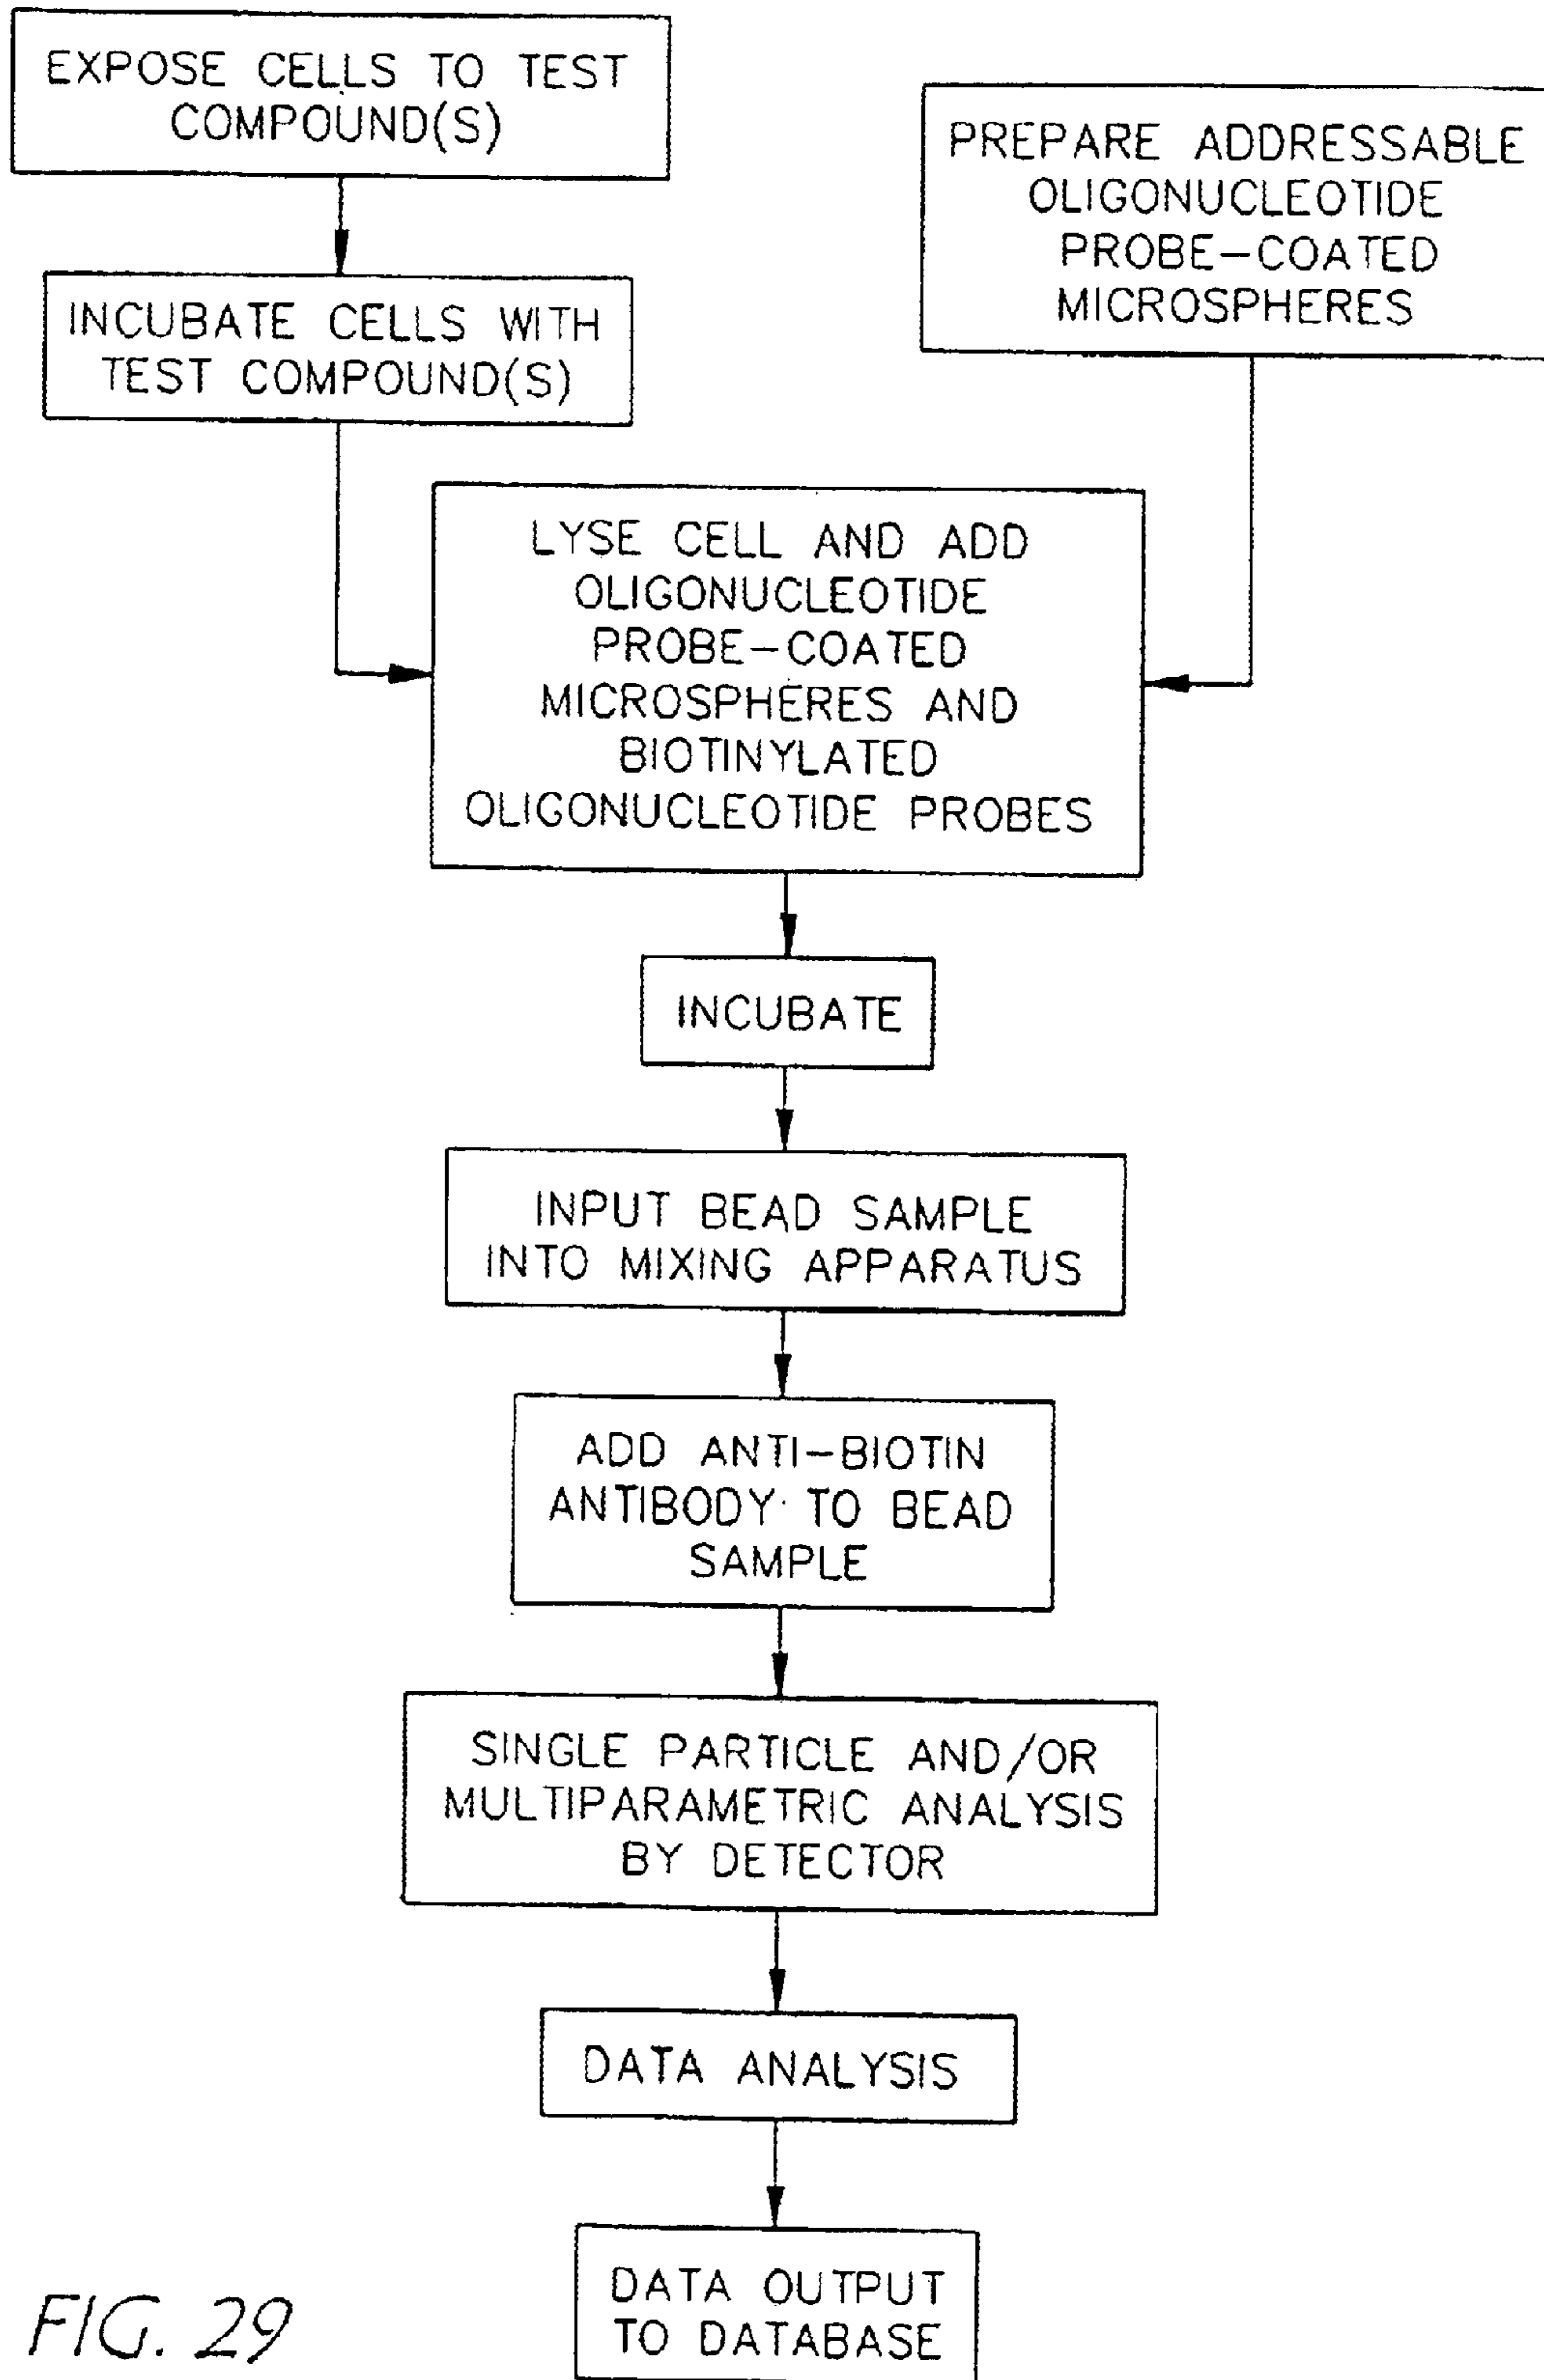 EXPOSE CELLS TO TEST
COMPOUND(S)
PREPARE ADDRESSABLE
OLIGONUCLEOTIDE
PROBE-COATED
MICROSPHERES
INCUBATE CELLS WITH
TEST COMPOUND(S)
LYSE CELL AND ADD
OLIGONUCLEOTIDE
PROBE-COATED
MICROSPHERES AND
BIOTINYLATED
OLIGONUCLEOTIDE PROBES
INCUBATE
INPUT BEAD SAMPLE
INTO MIXING APPARATUS
ADD ANTI-BIOTIN
ANTIBODY TO BEAD
SAMPLE
SINGLE PARTICLE AND/OR
MULTIPARAMETRIC ANALYSIS
BY DETECTOR
DATA ANALYSIS
DATA OUTPUT
TO DATABASE
FIG. 29